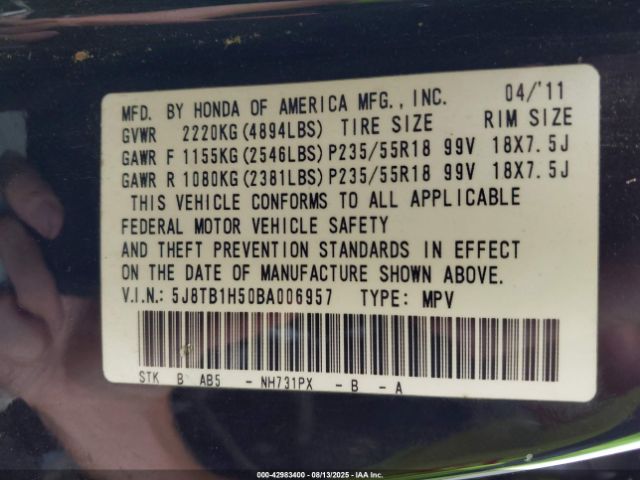 MFD. BY HONDA OF AMERICA MFG., INC. 04/'11
GVWR 2220KG(4894LBS) TIRE SIZE RIM SIZE
GAWR F 1155KG(2546LBS) P235/55R18 99V 18X7.5J
GAWR R 1080KG(2381LBS) P235/55R18 99V 18X7.5J
THIS VEHICLE CONFORMS TO ALL APPLICABLE
FEDERAL MOTOR VEHICLE SAFETY
AND THEFT PREVENTION STANDARDS IN EFFECT
ON THE DATE OF MANUFACTURE SHOWN ABOVE.
V.I.N.: 5J8TB1H50BA006957 TYPE: MPV
STK B AB5 - NH731PX - B - A
000-42983400 - 08/13/2025 - IAA Inc.